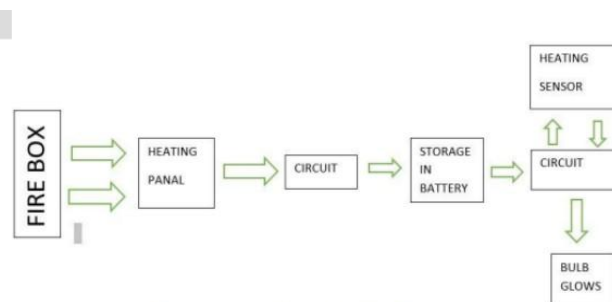 FIRE BOX
HEATING
PANAL
CIRCUIT
STORAGE
IN
BATTERY
HEATING
SENSOR
CIRCUIT
BULB
GLOWS